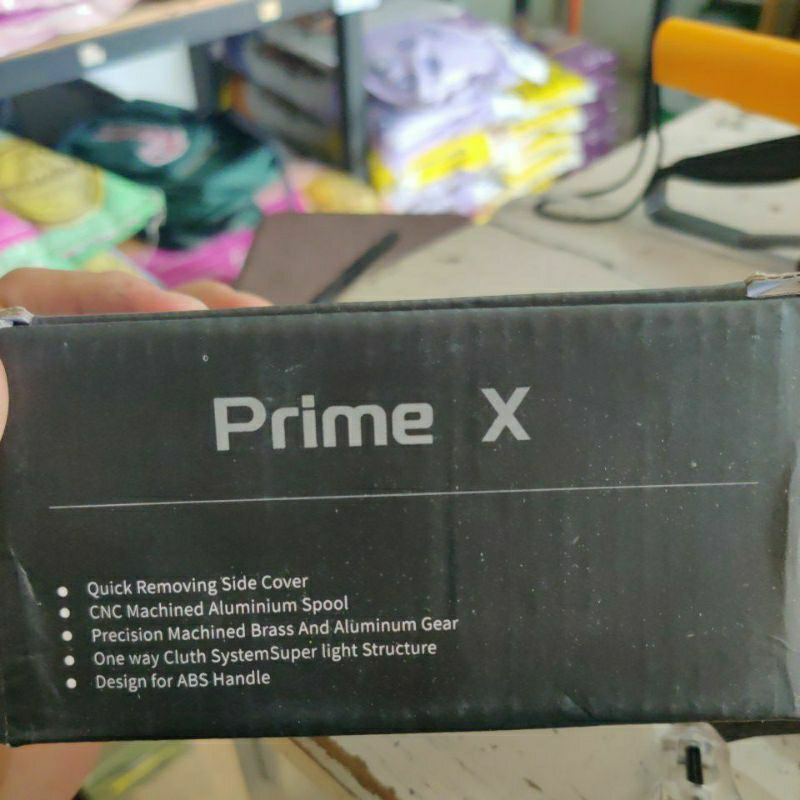 Prime X
Quick Removing Side Cover
CNC Machined Aluminium Spool
Precision Machined Brass And Aluminum Gear
One way Cluth SystemSuper light Structure
Design for ABS Handle